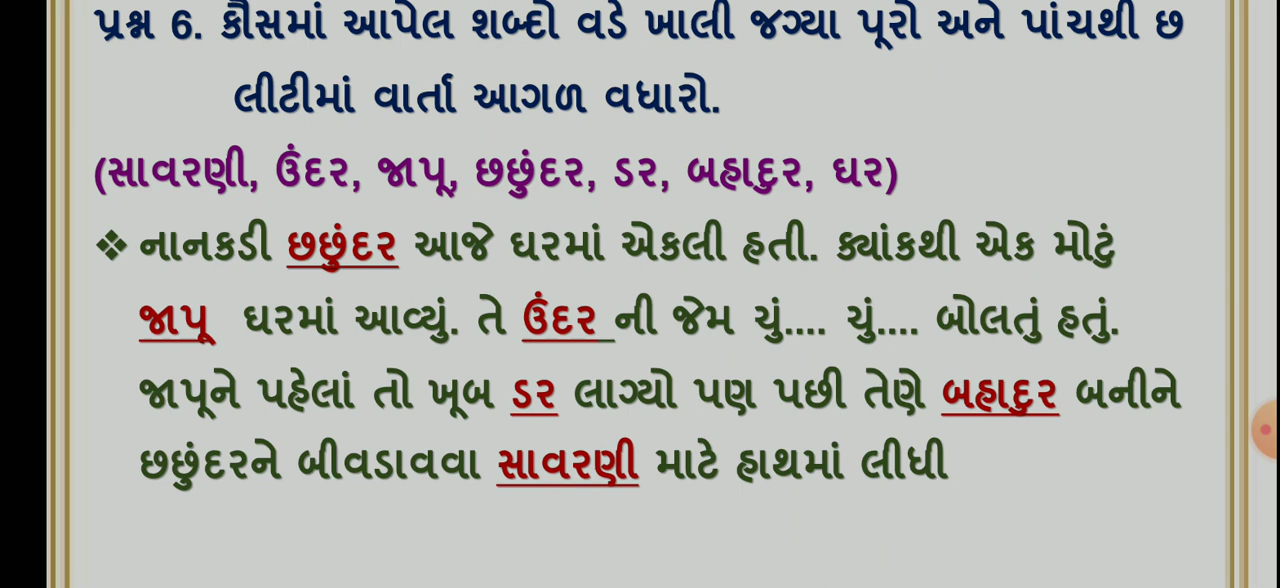 પ્રશ્ન 6. કૌસમાં આપેલ શબ્દો વડે ખાલી જગ્યા પૂરો અને પાંચથી છ
લીટીમાં વાર્તા આગળ વધારો.
(સાવરણી, ઉંદર, જાપૂ, છછુંદર, ડર, બહાદુર, ઘર)
❖ નાનકડી છછુંદર આજે ઘરમાં એકલી હતી. ક્યાંકથી એક મોટું
જાપૂ ઘરમાં આવ્યું. તે ઉંદર ની જેમ ચું.... ચું.... બોલતું હતું.
જાપૂને પહેલાં તો ખૂબ ડર લાગ્યો પણ પછી તેણે બહાદુર બનીને
છછુંદરને બીવડાવવા સાવરણી માટે હાથમાં લીધી